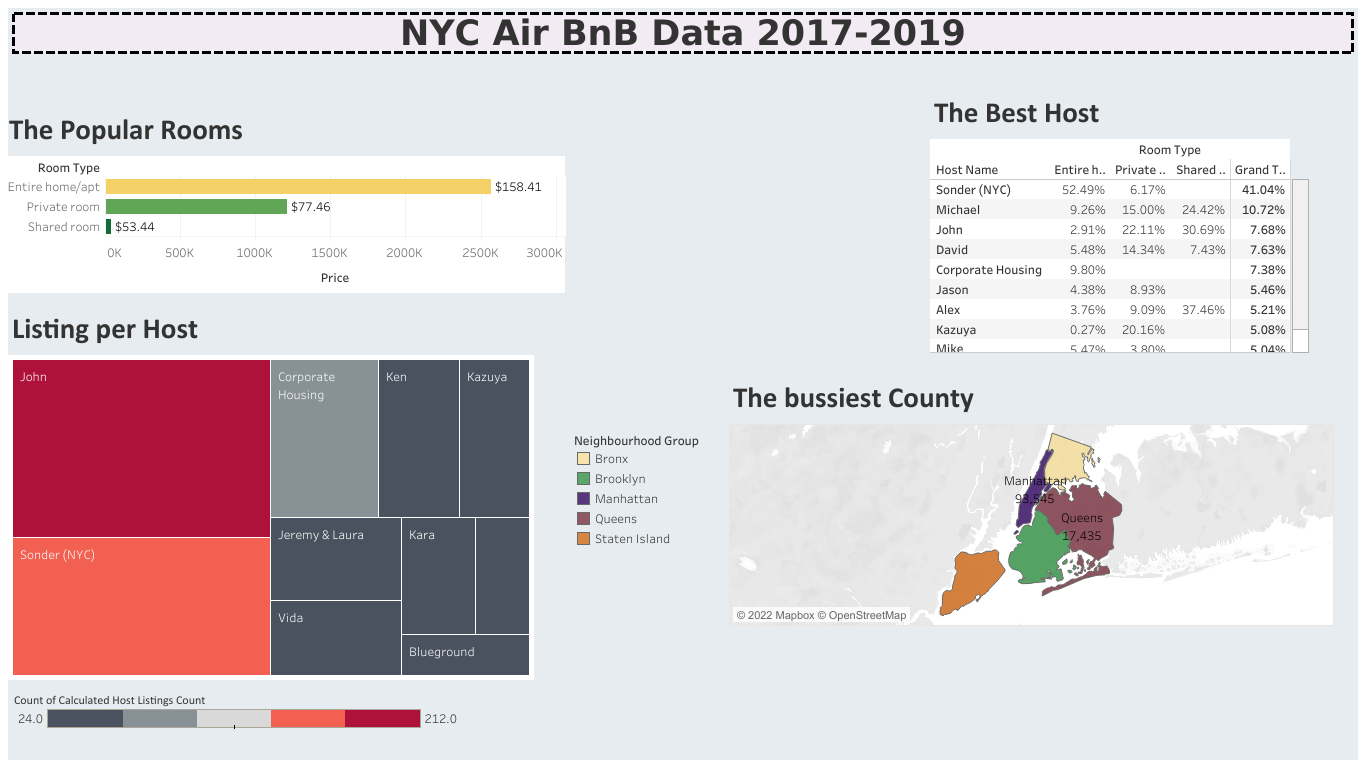 NYC Air BnB Data 2017-2019
The Popular Rooms
Room Type
Entire home/apt $158.41
Private room $77.46
Shared room $53.44
0K 500K 1000K 1500K 2000K 2500K 3000K
Price
The Best Host
Room Type
Host Name Entire h.. Private .. Shared .. Grand T..
Sonder (NYC) 52.49% 6.17% 41.04%
Michael 9.26% 15.00% 24.42% 10.72%
John 2.91% 22.11% 30.69% 7.68%
David 5.48% 14.34% 7.43% 7.63%
Corporate Housing 9.80% 7.38%
Jason 4.38% 8.93% 5.46%
Alex 3.76% 9.09% 37.46% 5.21%
Kazuya 0.27% 20.16% 5.08%
Mike 5.47% 3.80% 5.04%
Listing per Host
John
Corporate
Housing
Ken
Kazuya
Sonder (NYC)
Jeremy & Laura
Kara
Vida
Blueground
Count of Calculated Host Listings Count
24.0 212.0
Neighbourhood Group
Bronx
Brooklyn
Manhattan
Queens
Staten Island
The bussiest County
Manhattan
93,545
Queens
17,435
© 2022 Mapbox © OpenStreetMap